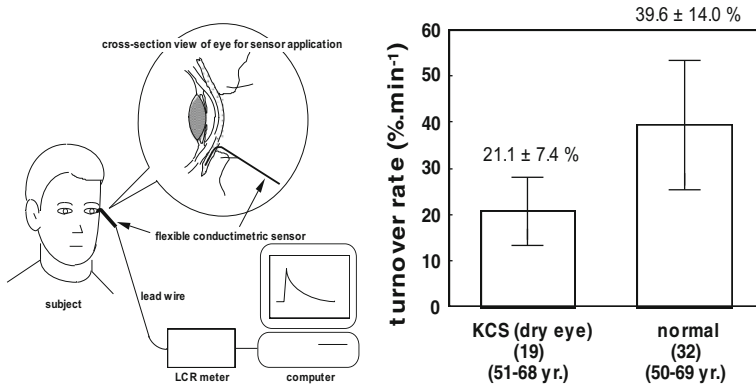 cross-section view of eye for sensor application
flexible conductimetric sensor
subject
lead wire
LCR meter
computer
39.6 ± 14.0 %
21.1 ± 7.4 %
turnover rate (%.min⁻¹)
60
50
40
30
20
10
0
KCS (dry eye)
(19)
(51-68 yr.)
normal
(32)
(50-69 yr.)